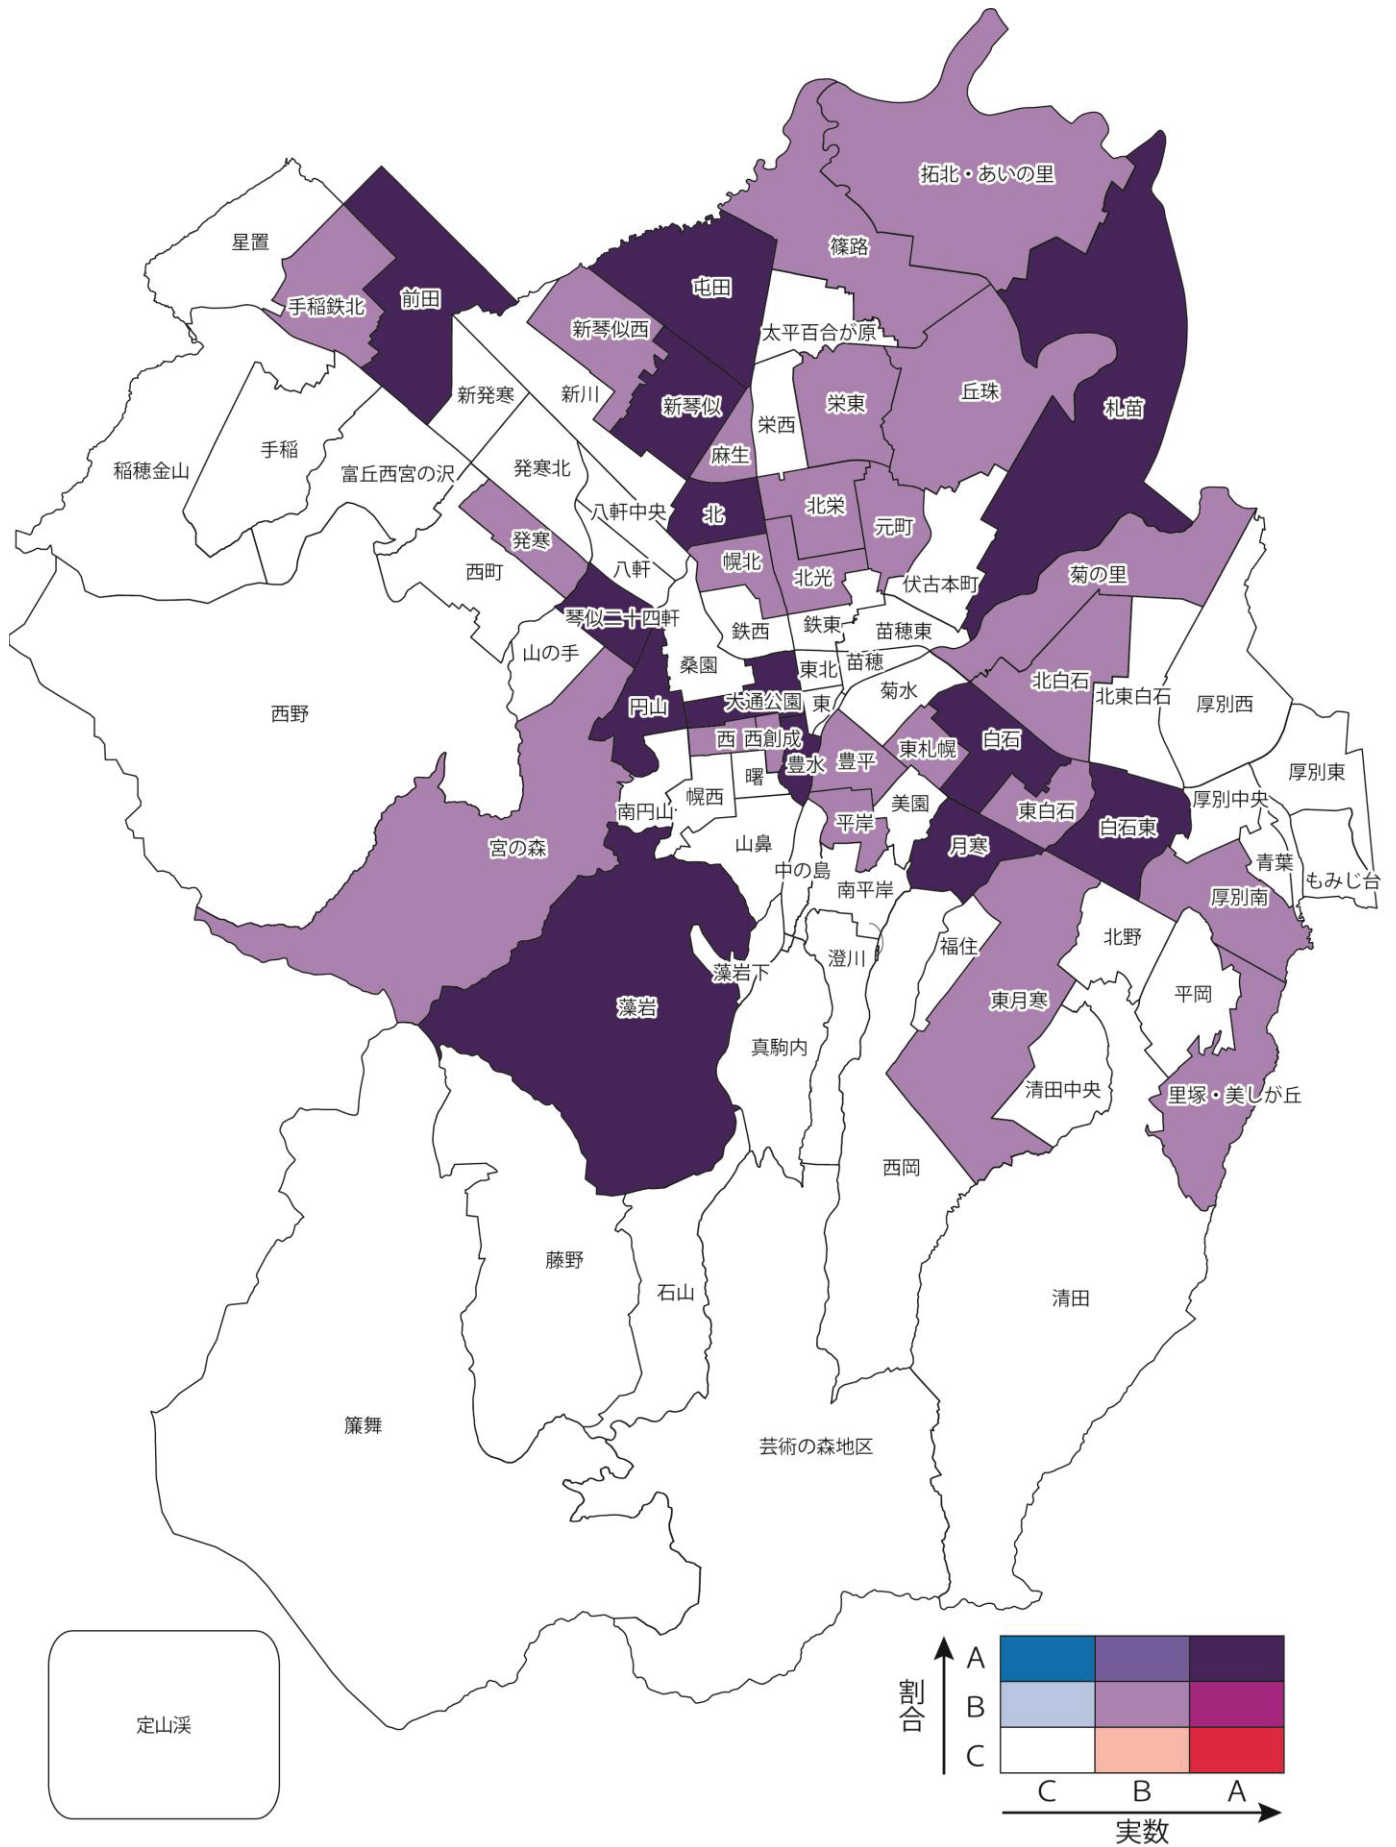 拓北・あいの里
篠路
星置
屯田
手稲鉄北
前田
新琴似西
太平百合が原
丘珠
新発寒
新川
新琴似
栄東
札苗
栄西
手稲
麻生
稲穂金山
富丘西宮の沢
発寒北
北栄
八軒中央
北
元町
発寒
幌北
西町
八軒
北光
菊の里
伏古本町
琴似二十四軒
鉄西
鉄東
苗穂東
山の手
桑園
東北
苗穂
北白石
菊水
北東白石
厚別西
西野
円山
大通公園
東
西
西創成
白石
東札幌
豊水
豊平
厚別東
曙
厚別中央
幌西
美園
南円山
東白石
平岸
白石東
宮の森
山鼻
月寒
青葉
中の島
もみじ台
南平岸
厚別南
北野
福住
澄川
藻岩下
平岡
東月寒
藻岩
真駒内
清田中央
里塚・美しが丘
西岡
藤野
石山
清田
簾舞
芸術の森地区
定山渓
割合
A
B
C
C B A
実数